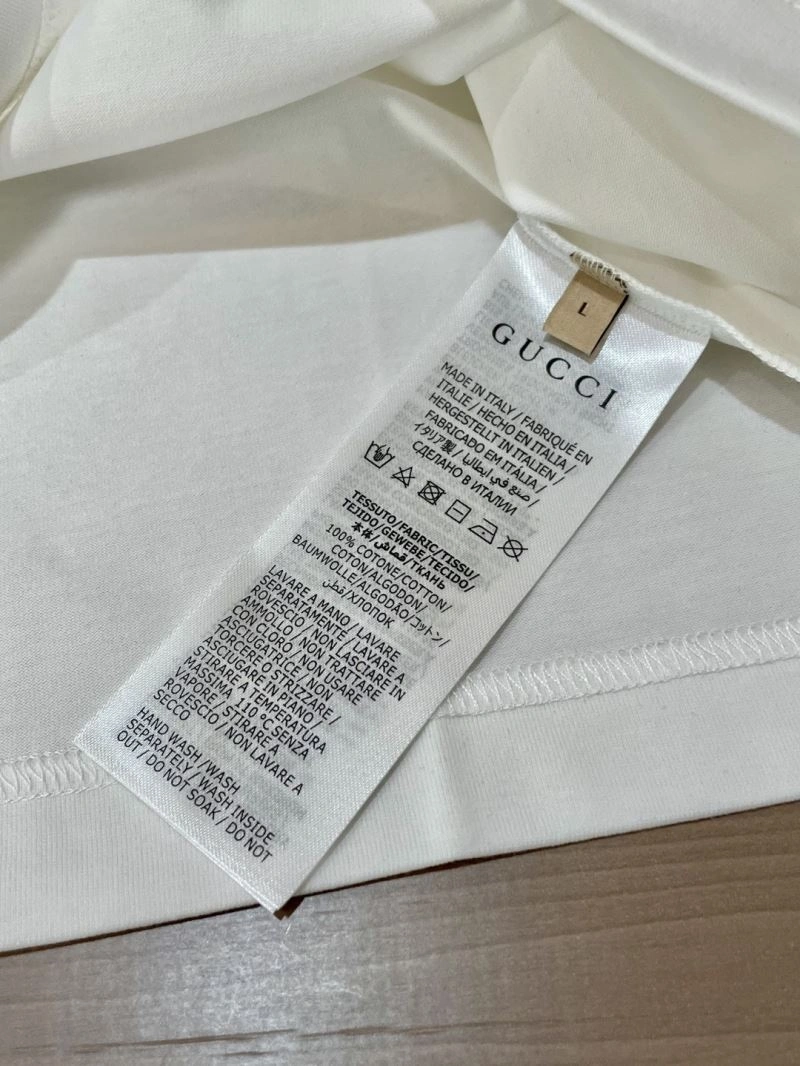 L
GUCCI
MADE IN ITALY / FABRIQUÉ EN
ITALIE / HECHO EN ITALIA /
HERGESTELLT IN ITALIEN /
FABRICADO EM ITÁLIA /
イタリア製 / صنع في ايطاليا /
СДЕЛАНО В ИТАЛИИ
TESSUTO/FABRIC/TISSU/
TEJIDO/GEWEBE/TECIDO/
本体/قماش/ТКАНЬ
100% COTONE/COTTON/
COTON/ALGODON/
BAUMWOLLE/ALGODÃO/コットン/
قطن/ХЛОПОК
LAVARE A MANO / LAVARE
SEPARATAMENTE / LAVARE A
ROVESCIO / NON LASCIARE IN
AMMOLLO / NON TRATTARE
CON CLORO / NON USARE
ASCIUGATRICE / NON
TORCERE O STRIZZARE /
ASCIUGARE IN PIANO /
STIRARE A TEMPERATURA
MASSIMA 110 °C SENZA
VAPORE / STIRARE A
ROVESCIO / NON LAVARE A
SECCO
HAND WASH /WASH
SEPARATELY / WASH INSIDE
OUT / DO NOT SOAK / DO NOT